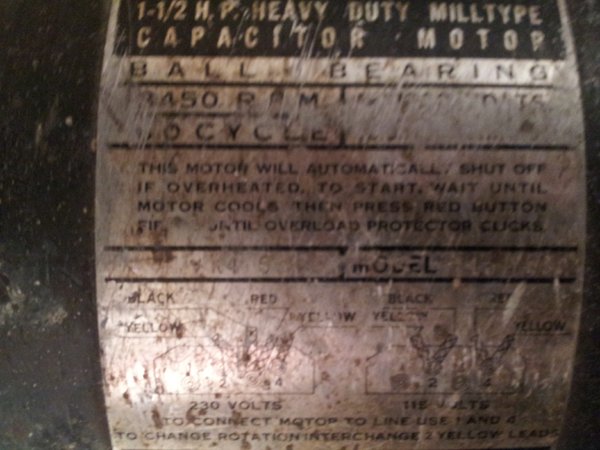 1-1/2 H.P. HEAVY DUTY MILLTYPE
CAPACITOR MOTOR
BALL BEARING
3450 R.P.M.
60 CYCLE
THIS MOTOR WILL AUTOMATICALLY SHUT OFF
IF OVERHEATED. TO START, WAIT UNTIL
MOTOR COOLS THEN PRESS RED BUTTON
UNTIL OVERLOAD PROTECTOR CLICKS.
MODEL
BLACK RED BLACK RED
YELLOW YELLOW YELLOW YELLOW
2 4 2 4
230 VOLTS 115 VOLTS
TO CONNECT MOTOR TO LINE USE 1 AND 4
TO CHANGE ROTATION INTERCHANGE 2 YELLOW LEADS